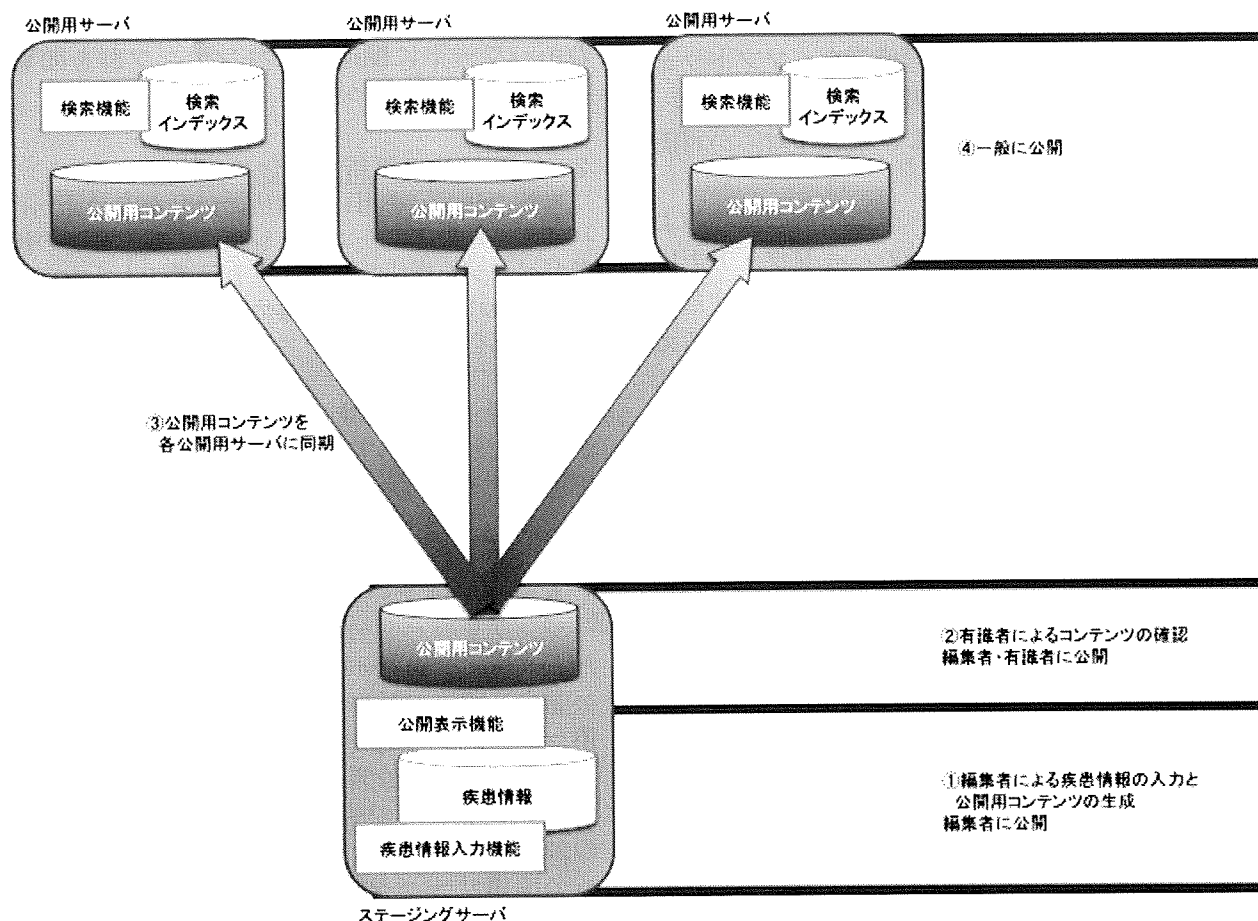 公開用サーバ
公開用サーバ
公開用サーバ
検索機能
検索
インデックス
公開用コンテンツ
検索機能
検索
インデックス
公開用コンテンツ
検索機能
検索
インデックス
公開用コンテンツ
④一般に公開
③公開用コンテンツを
各公開用サーバに同期
公開用コンテンツ
②有識者によるコンテンツの確認
編集者・有識者に公開
公開表示機能
疾患情報
疾患情報入力機能
①編集者による疾患情報の入力と
公開用コンテンツの生成
編集者に公開
ステージングサーバ